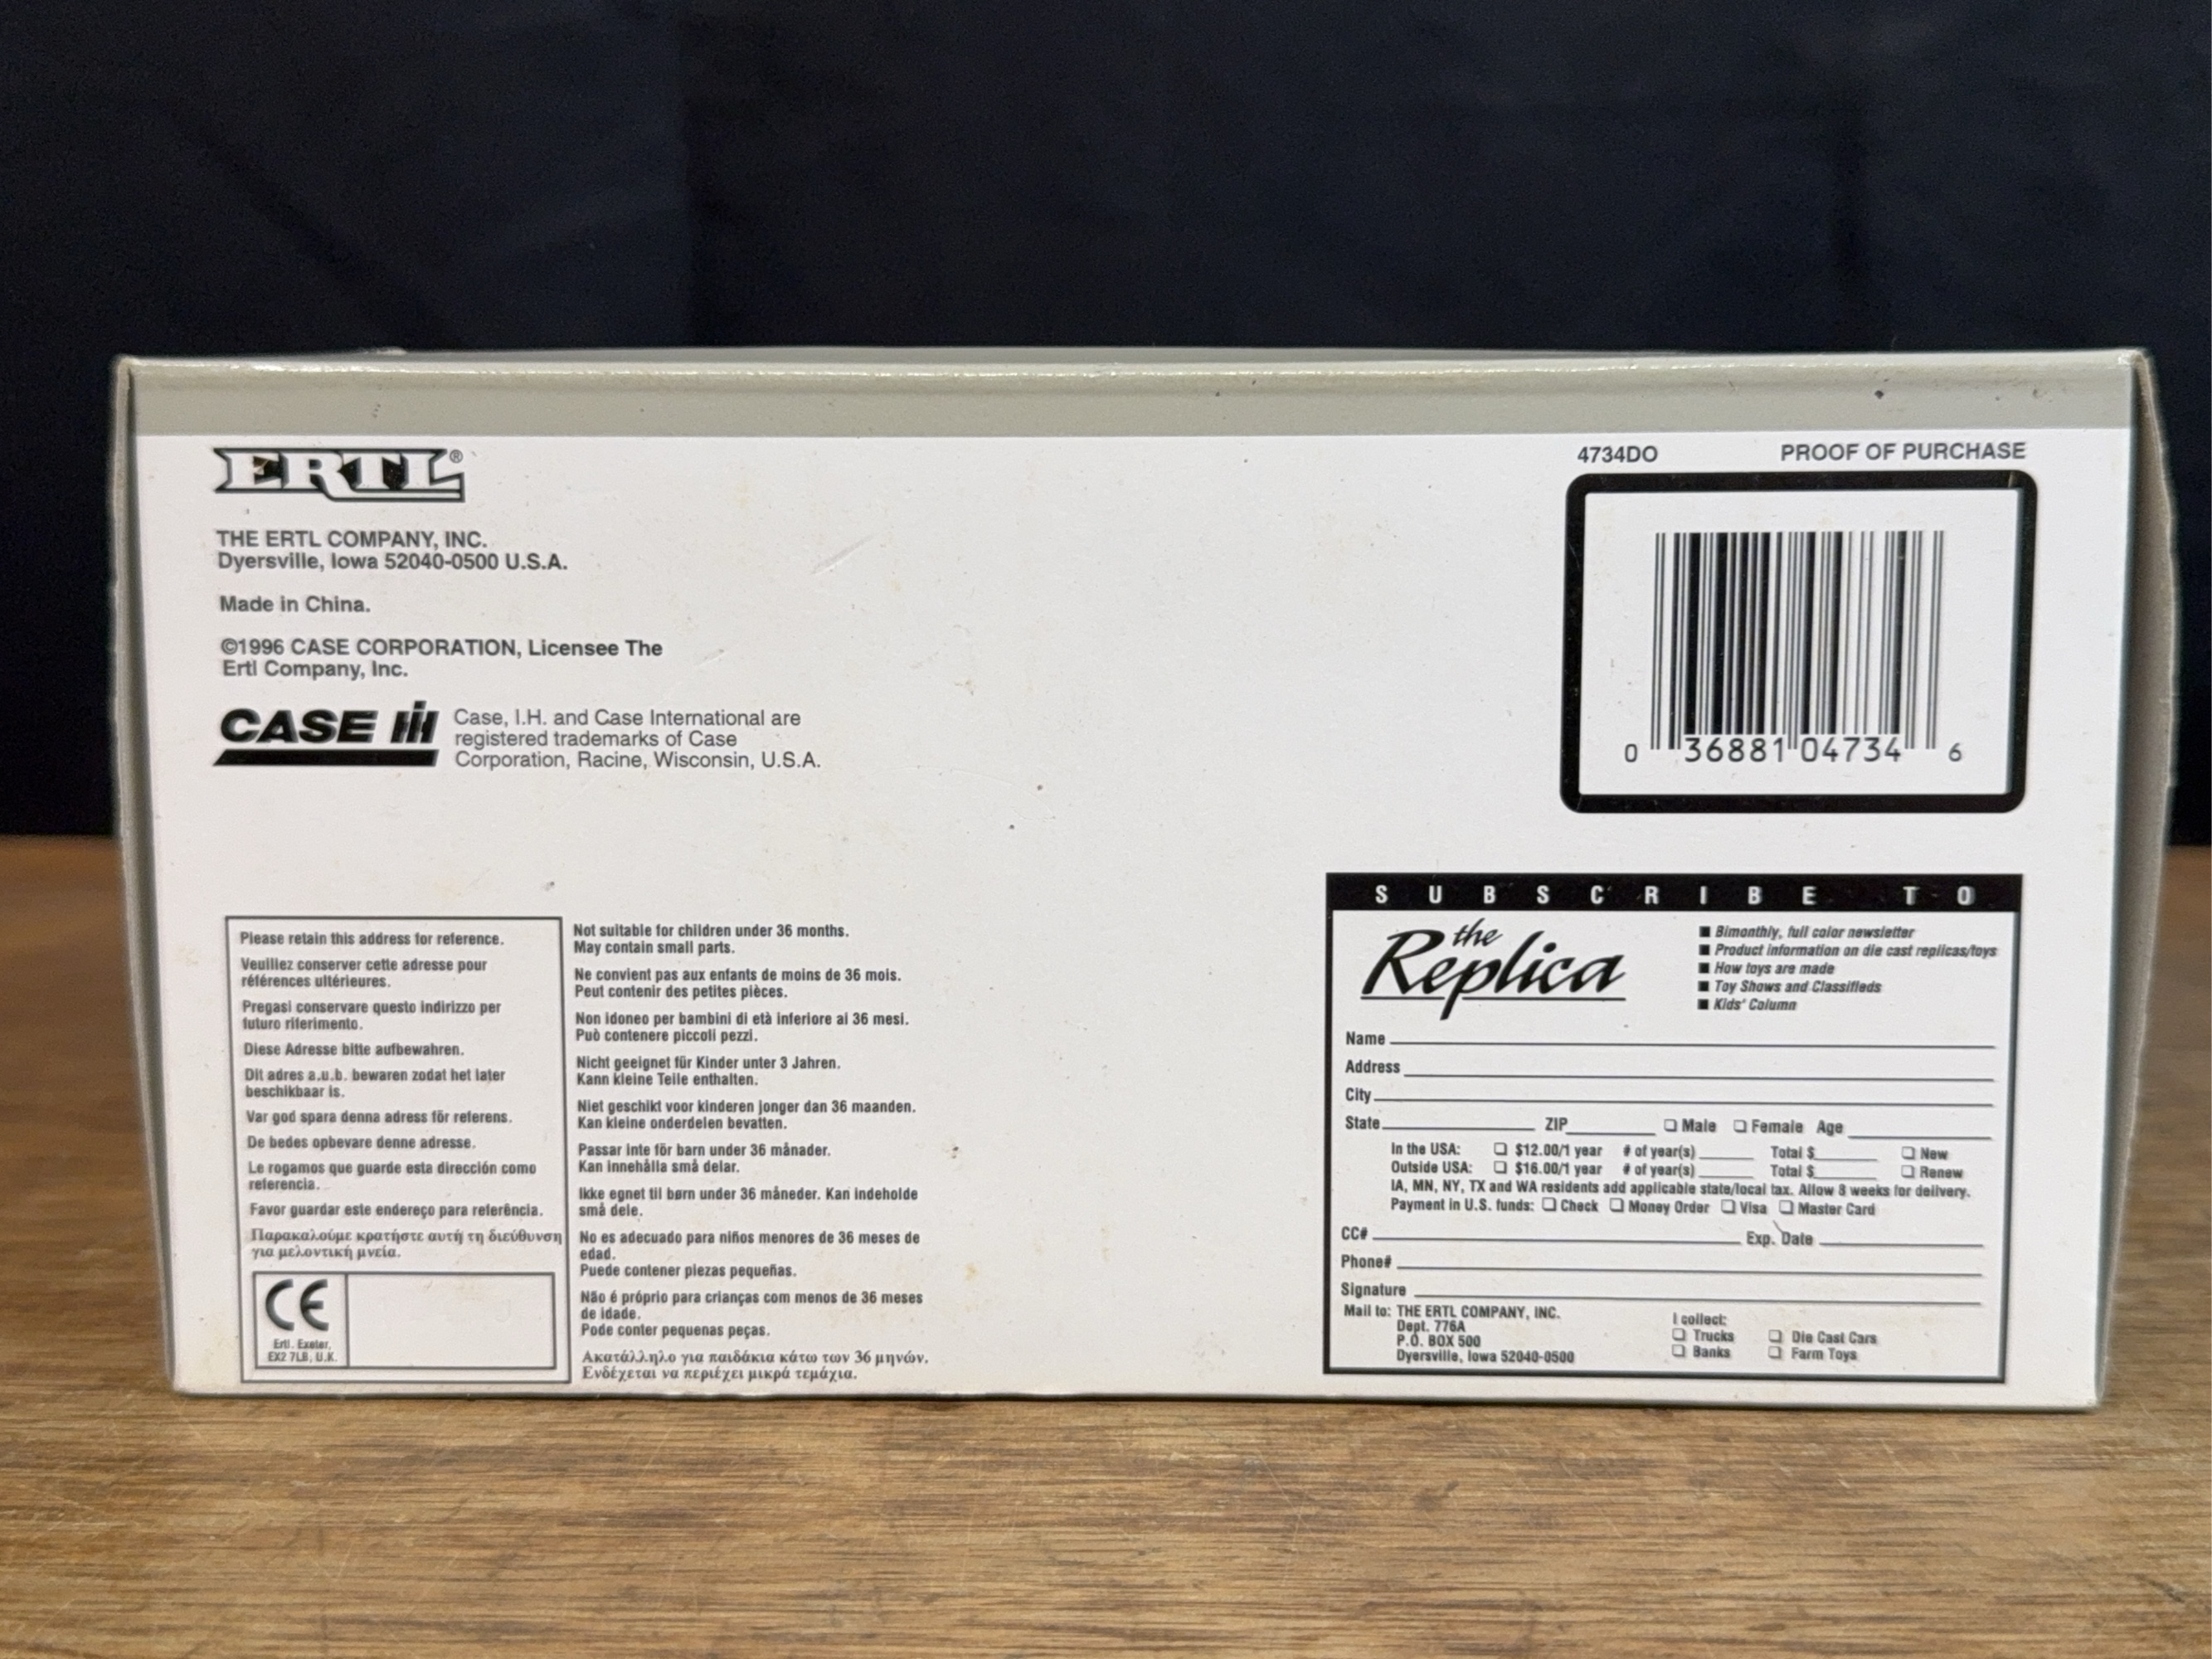 ERTL®
THE ERTL COMPANY, INC.
Dyersville, Iowa 52040-0500 U.S.A.
Made in China.
©1996 CASE CORPORATION, Licensee The
Ertl Company, Inc.
CASE IH
Case, I.H. and Case International are
registered trademarks of Case
Corporation, Racine, Wisconsin, U.S.A.
4734DO PROOF OF PURCHASE
0 36881 04734 6
Please retain this address for reference.
Veuillez conserver cette adresse pour
références ultérieures.
Pregasi conservare questo indirizzo per
futuro riferimento.
Diese Adresse bitte aufbewahren.
Dit adres a.u.b. bewaren zodat het later
beschikbaar is.
Var god spara denna adress för referens.
De bedes opbevare denne adresse.
Le rogamos que guarde esta dirección como
referencia.
Favor guardar este endereço para referência.
Παρακαλούμε κρατήστε αυτή τη διεύθυνση
για μελοντική μνεία.
CE
Ertl. Exeter,
EX2 7LB, U.K.
Not suitable for children under 36 months.
May contain small parts.
Ne convient pas aux enfants de moins de 36 mois.
Peut contenir des petites pièces.
Non idoneo per bambini di età inferiore ai 36 mesi.
Può contenere piccoli pezzi.
Nicht geeignet für Kinder unter 3 Jahren.
Kann kleine Teile enthalten.
Niet geschikt voor kinderen jonger dan 36 maanden.
Kan kleine onderdelen bevatten.
Passar inte för barn under 36 månader.
Kan innehålla små delar.
Ikke egnet til børn under 36 måneder. Kan indeholde
små dele.
No es adecuado para niños menores de 36 meses de
edad.
Puede contener piezas pequeñas.
Não é próprio para crianças com menos de 36 meses
de idade.
Pode conter pequenas peças.
Ακατάλληλο για παιδάκια κάτω των 36 μηνών.
Ενδέχεται να περιέχει μικρά τεμάχια.
SUBSCRIBE TO
the
Replica
■ Bimonthly, full color newsletter
■ Product information on die cast replicas/toys
■ How toys are made
■ Toy Shows and Classifieds
■ Kids' Column
Name
Address
City
State ZIP ❏ Male ❏ Female Age
In the USA: ❏ $12.00/1 year # of year(s) Total $ ❏ New
Outside USA: ❏ $16.00/1 year # of year(s) Total $ ❏ Renew
IA, MN, NY, TX and WA residents add applicable state/local tax. Allow 8 weeks for delivery.
Payment in U.S. funds: ❏ Check ❏ Money Order ❏ Visa ❏ Master Card
CC# Exp. Date
Phone#
Signature
Mail to: THE ERTL COMPANY, INC.
Dept. 776A
P.O. BOX 500
Dyersville, Iowa 52040-0500
I collect:
❏ Trucks ❏ Die Cast Cars
❏ Banks ❏ Farm Toys